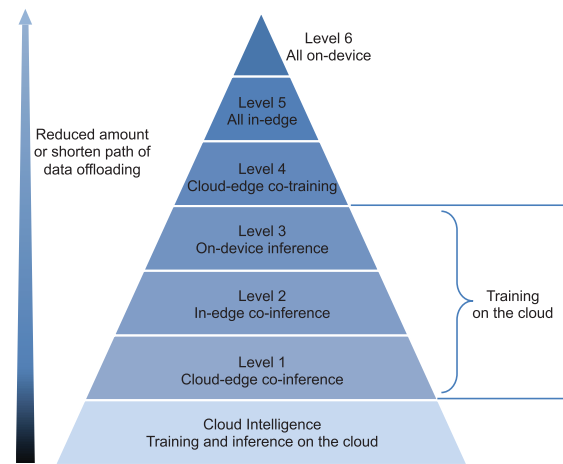 Level 6
All on-device
Level 5
All in-edge
Reduced amount
or shorten path of
data offloading
Level 4
Cloud-edge co-training
Level 3
On-device inference
Level 2
In-edge co-inference
Training
on the cloud
Level 1
Cloud-edge co-inference
Cloud Intelligence
Training and inference on the cloud